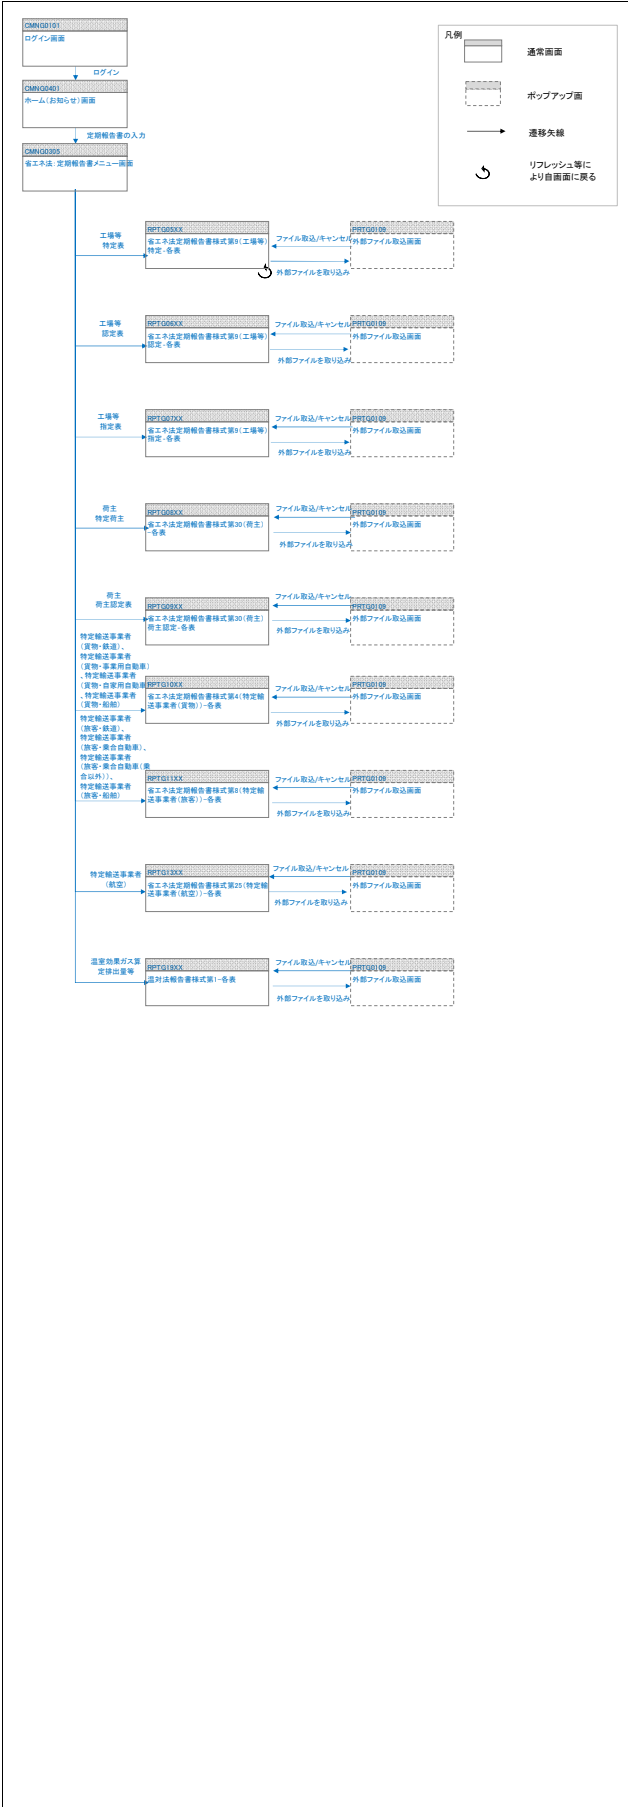 CMNG0101
ログイン画面
ログイン
CMNG0401
ホーム(お知らせ)画面
定期報告書の入力
CMNG0305
省エネ法:定期報告書メニュー画面
凡例
通常画面
ポップアップ画
遷移矢線
リフレッシュ等に
より自画面に戻る
工場等
特定表
RPTG05XX
省エネ法定期報告書様式第9(工場等)
特定-各表
ファイル取込/キャンセル
外部ファイルを取り込み
PRTG0109
外部ファイル取込画面
工場等
認定表
RPTG06XX
省エネ法定期報告書様式第9(工場等)
認定-各表
ファイル取込/キャンセル
外部ファイルを取り込み
PRTG0109
外部ファイル取込画面
工場等
指定表
RPTG07XX
省エネ法定期報告書様式第9(工場等)
指定-各表
ファイル取込/キャンセル
外部ファイルを取り込み
PRTG0109
外部ファイル取込画面
荷主
特定荷主
RPTG08XX
省エネ法定期報告書様式第30(荷主)
-各表
ファイル取込/キャンセル
外部ファイルを取り込み
PRTG0109
外部ファイル取込画面
荷主
荷主認定表
RPTG09XX
省エネ法定期報告書様式第30(荷主)
荷主認定-各表
ファイル取込/キャンセル
外部ファイルを取り込み
PRTG0109
外部ファイル取込画面
特定輸送事業者
(貨物・鉄道)、
特定輸送事業者
(貨物・事業用自動車)
、特定輸送事業者
(貨物・自家用自動車)
、特定輸送事業者
(貨物・船舶)
RPTG10XX
省エネ法定期報告書様式第4(特定輸
送事業者(貨物))-各表
ファイル取込/キャンセル
外部ファイルを取り込み
PRTG0109
外部ファイル取込画面
特定輸送事業者
(旅客・鉄道)、
特定輸送事業者
(旅客・乗合自動車)、
特定輸送事業者
(旅客・乗合自動車(乗
合以外))、
特定輸送事業者
(旅客・船舶)
RPTG11XX
省エネ法定期報告書様式第8(特定輸
送事業者(旅客))-各表
ファイル取込/キャンセル
外部ファイルを取り込み
PRTG0109
外部ファイル取込画面
特定輸送事業者
(航空)
RPTG13XX
省エネ法定期報告書様式第25(特定輸
送事業者(航空))-各表
ファイル取込/キャンセル
外部ファイルを取り込み
PRTG0109
外部ファイル取込画面
温室効果ガス算
定排出量等
RPTG19XX
温対法報告書様式第1-各表
ファイル取込/キャンセル
外部ファイルを取り込み
PRTG0109
外部ファイル取込画面